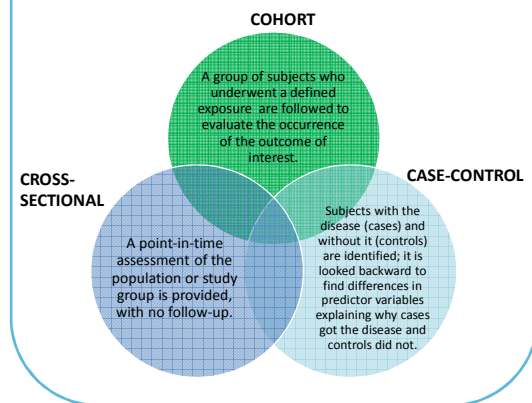 COHORT
A group of subjects who
underwent a defined
exposure are followed to
evaluate the occurrence
of the outcome of
interest.
CROSS-
SECTIONAL
A point-in-time
assessment of the
population or study
group is provided,
with no follow-up.
CASE-CONTROL
Subjects with the
disease (cases) and
without it (controls)
are identified; it is
looked backward to
find differences in
predictor variables
explaining why cases
got the disease and
controls did not.